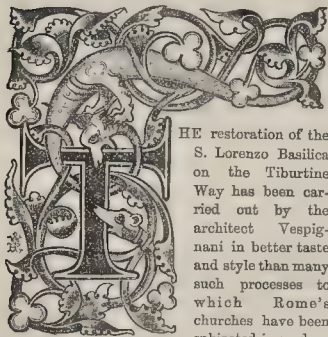 THE restoration of the
S. Lorenzo Basilica
on the Tiburtine
Way has been car-
ried out by the
architect Vespig-
nani in better taste
and style than many
such processes to
which Rome's
churches have been